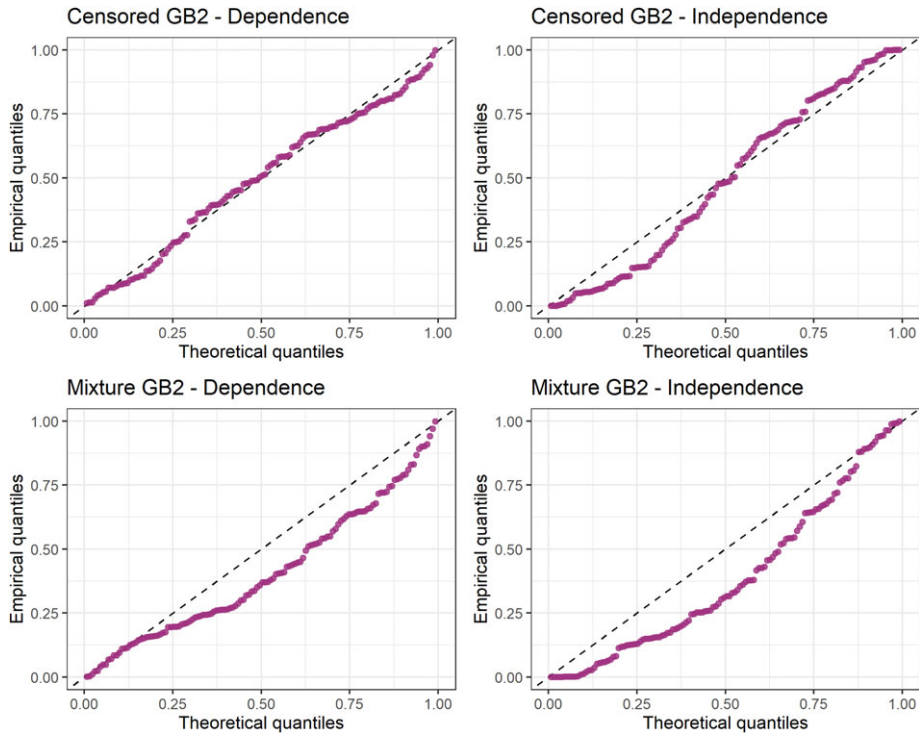 Censored GB2 - Dependence
Censored GB2 - Independence
1.00
0.75
0.50
0.25
0.00
Empirical quantiles
0.00 0.25 0.50 0.75 1.00
Theoretical quantiles
1.00
0.75
0.50
0.25
0.00
Empirical quantiles
0.00 0.25 0.50 0.75 1.00
Theoretical quantiles
Mixture GB2 - Dependence
Mixture GB2 - Independence
1.00
0.75
0.50
0.25
0.00
Empirical quantiles
0.00 0.25 0.50 0.75 1.00
Theoretical quantiles
1.00
0.75
0.50
0.25
0.00
Empirical quantiles
0.00 0.25 0.50 0.75 1.00
Theoretical quantiles